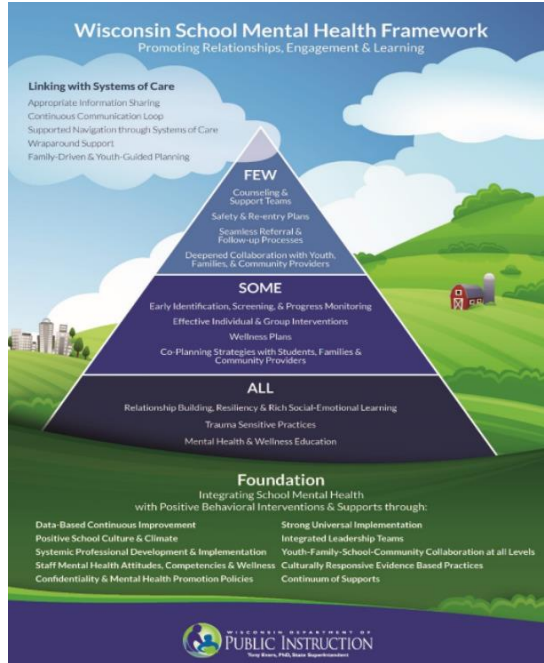 Wisconsin School Mental Health Framework
Promoting Relationships, Engagement & Learning
Linking with Systems of Care
Appropriate Information Sharing
Continuous Communication Loop
Supported Navigation through Systems of Care
Wraparound Support
Family-Driven & Youth-Guided Planning
FEW
Counseling &
Support Teams
Safety & Re-entry Plans
Seamless Referral &
Follow-up Processes
Deepened Collaboration with Youth,
Families, & Community Providers
SOME
Early Identification, Screening, & Progress Monitoring
Effective Individual & Group Interventions
Wellness Plans
Co-Planning Strategies with Students, Families &
Community Providers
ALL
Relationship Building, Resiliency & Rich Social-Emotional Learning
Trauma Sensitive Practices
Mental Health & Wellness Education
Foundation
Integrating School Mental Health
with Positive Behavioral Interventions & Supports through:
Data-Based Continuous Improvement
Positive School Culture & Climate
Systemic Professional Development & Implementation
Staff Mental Health Attitudes, Competencies & Wellness
Confidentiality & Mental Health Promotion Policies
Strong Universal Implementation
Integrated Leadership Teams
Youth-Family-School-Community Collaboration at all Levels
Culturally Responsive Evidence Based Practices
Continuum of Supports
WISCONSIN DEPARTMENT OF
PUBLIC INSTRUCTION
Tony Evers, PhD, State Superintendent